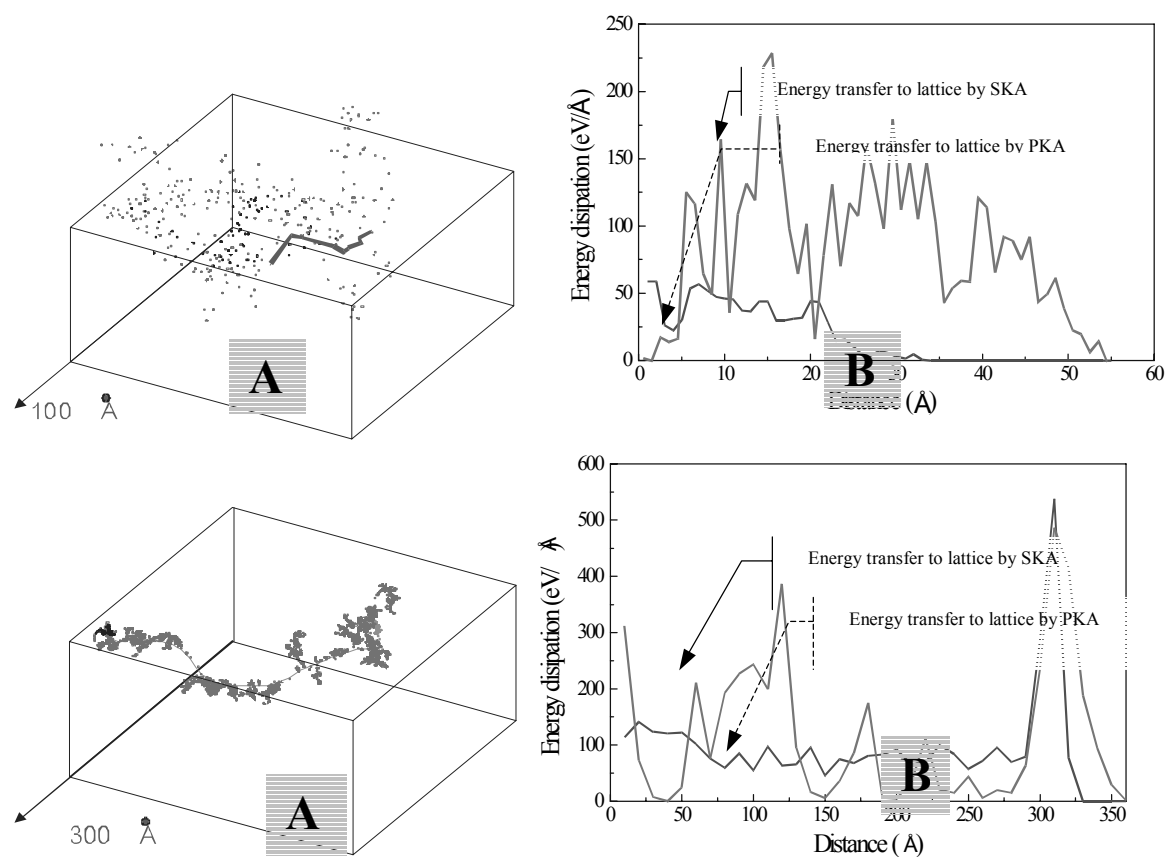 A
100 Å
Energy disipation (eV/Å)
250
200
150
100
50
0
Energy transfer to lattice by SKA
Energy transfer to lattice by PKA
B
0 10 20 30 40 50 60
(Å)
A
300 Å
Energy disipation (eV/ Å)
600
500
400
300
200
100
0
Energy transfer to lattice by SKA
Energy transfer to lattice by PKA
B
0 50 100 150 200 250 300 350
Distance ( Å)